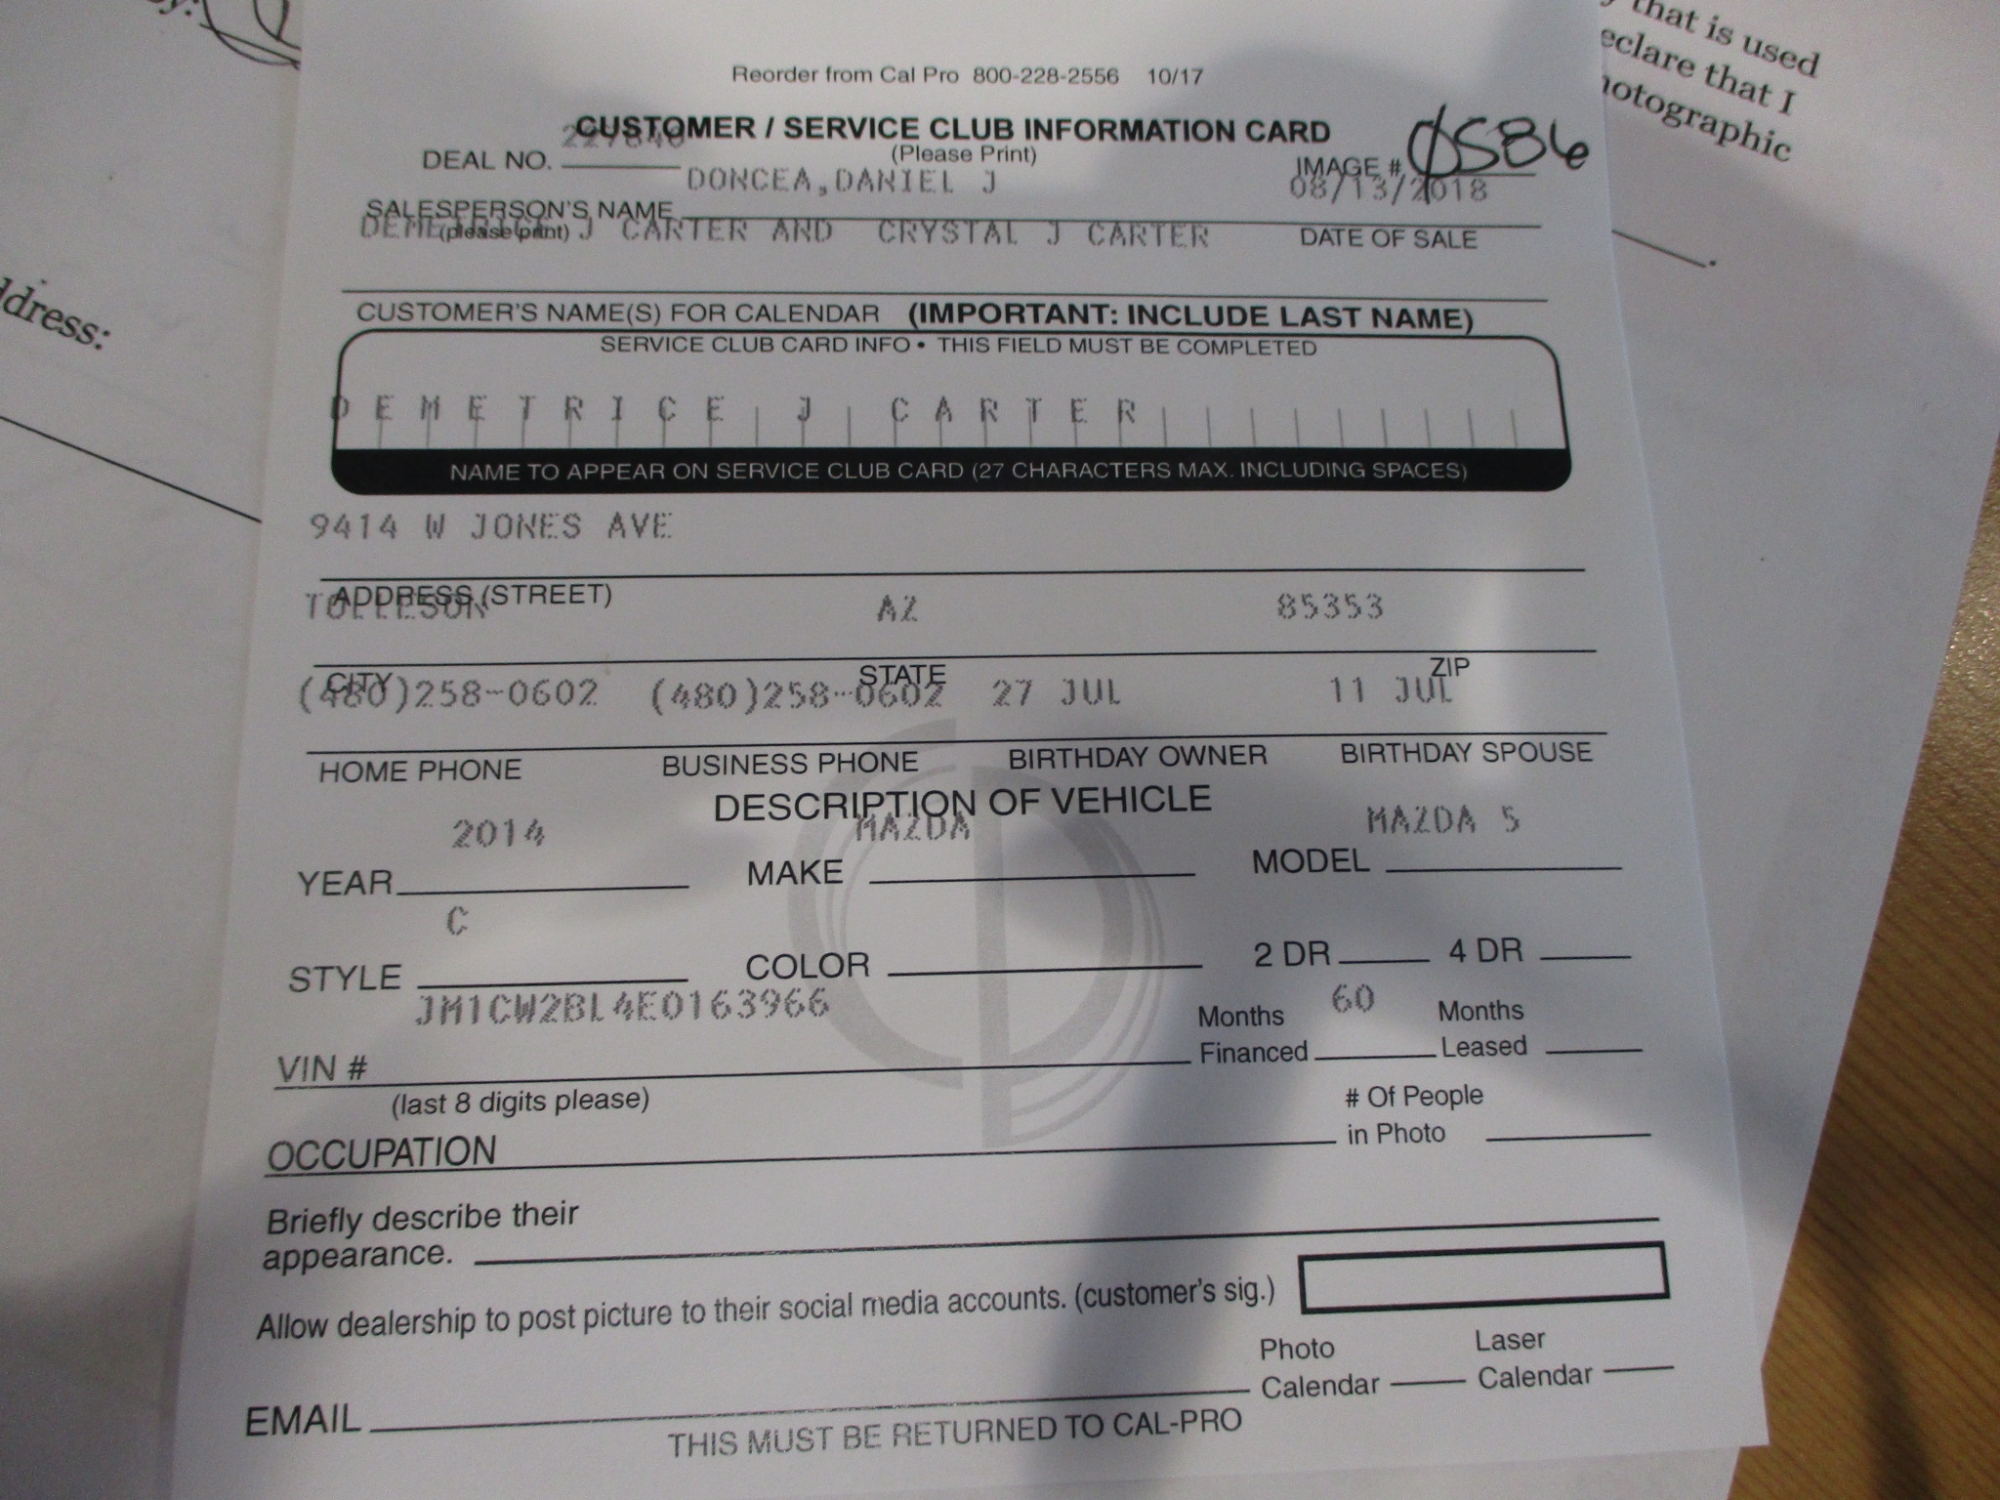 y:
that is used
eclare that I
hotographic
ddress:
Reorder from Cal Pro 800-228-2556 10/17
CUSTOMER / SERVICE CLUB INFORMATION CARD
(Please Print)
DEAL NO. 227840
IMAGE # 0586
DONCEA,DANIEL J
08/13/2018
SALESPERSON'S NAME
(please print)
DEMETRICE J CARTER AND CRYSTAL J CARTER
DATE OF SALE
CUSTOMER'S NAME(S) FOR CALENDAR (IMPORTANT: INCLUDE LAST NAME)
SERVICE CLUB CARD INFO • THIS FIELD MUST BE COMPLETED
DEMETRICE J CARTER
NAME TO APPEAR ON SERVICE CLUB CARD (27 CHARACTERS MAX. INCLUDING SPACES)
9414 W JONES AVE
ADDRESS (STREET)
TOLLESON AZ 85353
CITY STATE ZIP
(480)258-0602 (480)258-0602 27 JUL 11 JUL
HOME PHONE BUSINESS PHONE BIRTHDAY OWNER BIRTHDAY SPOUSE
DESCRIPTION OF VEHICLE
2014 MAZDA MAZDA 5
YEAR MAKE MODEL
C
STYLE COLOR 2 DR 4 DR
JM1CW2BL4E0163966
VIN #
(last 8 digits please)
Months Financed 60 Months Leased
# Of People
in Photo
OCCUPATION
Briefly describe their
appearance.
Allow dealership to post picture to their social media accounts. (customer's sig.)
Photo Calendar Laser Calendar
EMAIL
THIS MUST BE RETURNED TO CAL-PRO